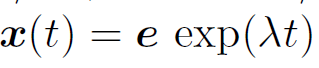 x(t) = e exp(λt)